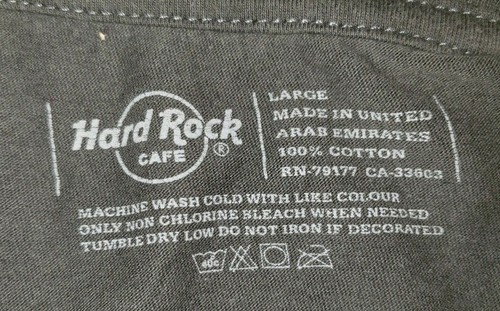 Hard Rock
CAFE
®
LARGE
MADE IN UNITED
ARAB EMIRATES
100% COTTON
RN-79177 CA-33603
MACHINE WASH COLD WITH LIKE COLOUR
ONLY NON CHLORINE BLEACH WHEN NEEDED
TUMBLE DRY LOW DO NOT IRON IF DECORATED
40C